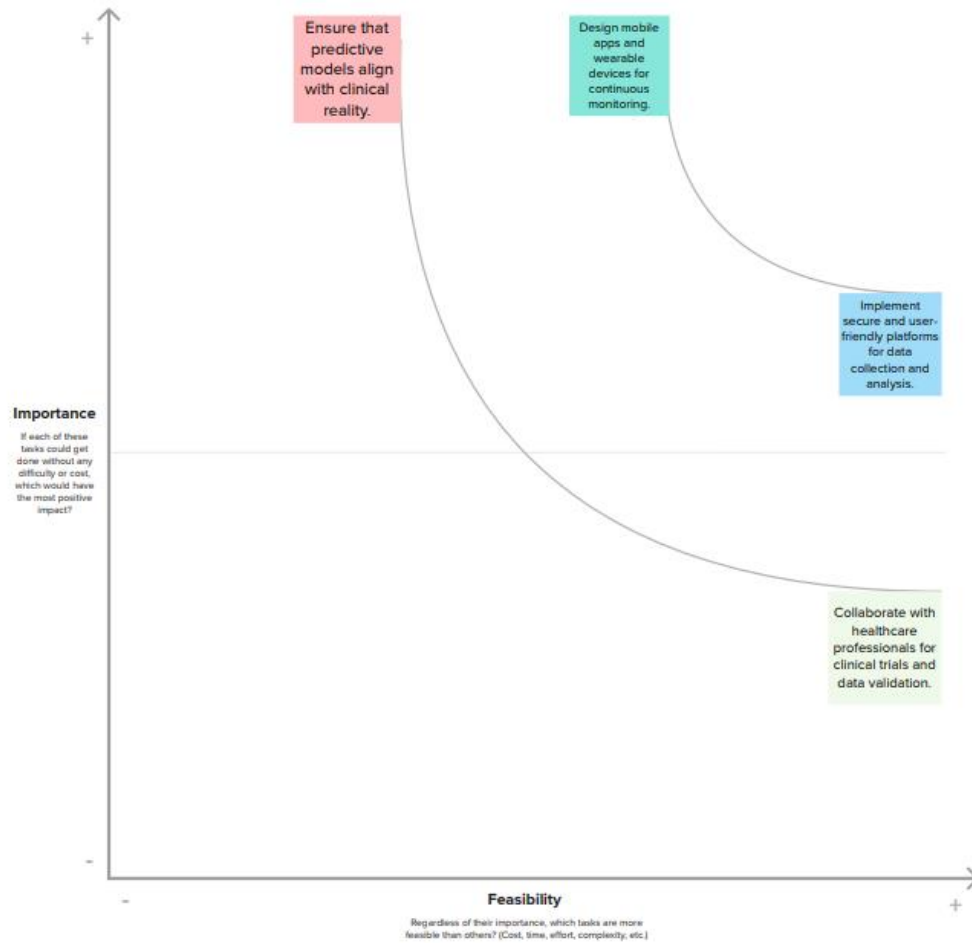 +
Ensure that
predictive
models align
with clinical
reality.
Design mobile
apps and
wearable
devices for
continuous
monitoring.
Implement
secure and user-
friendly platforms
for data
collection and
analysis.
Importance
If each of these
tasks could get
done without any
difficulty or cost,
which would have
the most positive
impact?
Collaborate with
healthcare
professionals for
clinical trials and
data validation.
-
-
Feasibility
+
Regardless of their importance, which tasks are more
feasible than others? (Cost, time, effort, complexity, etc.)